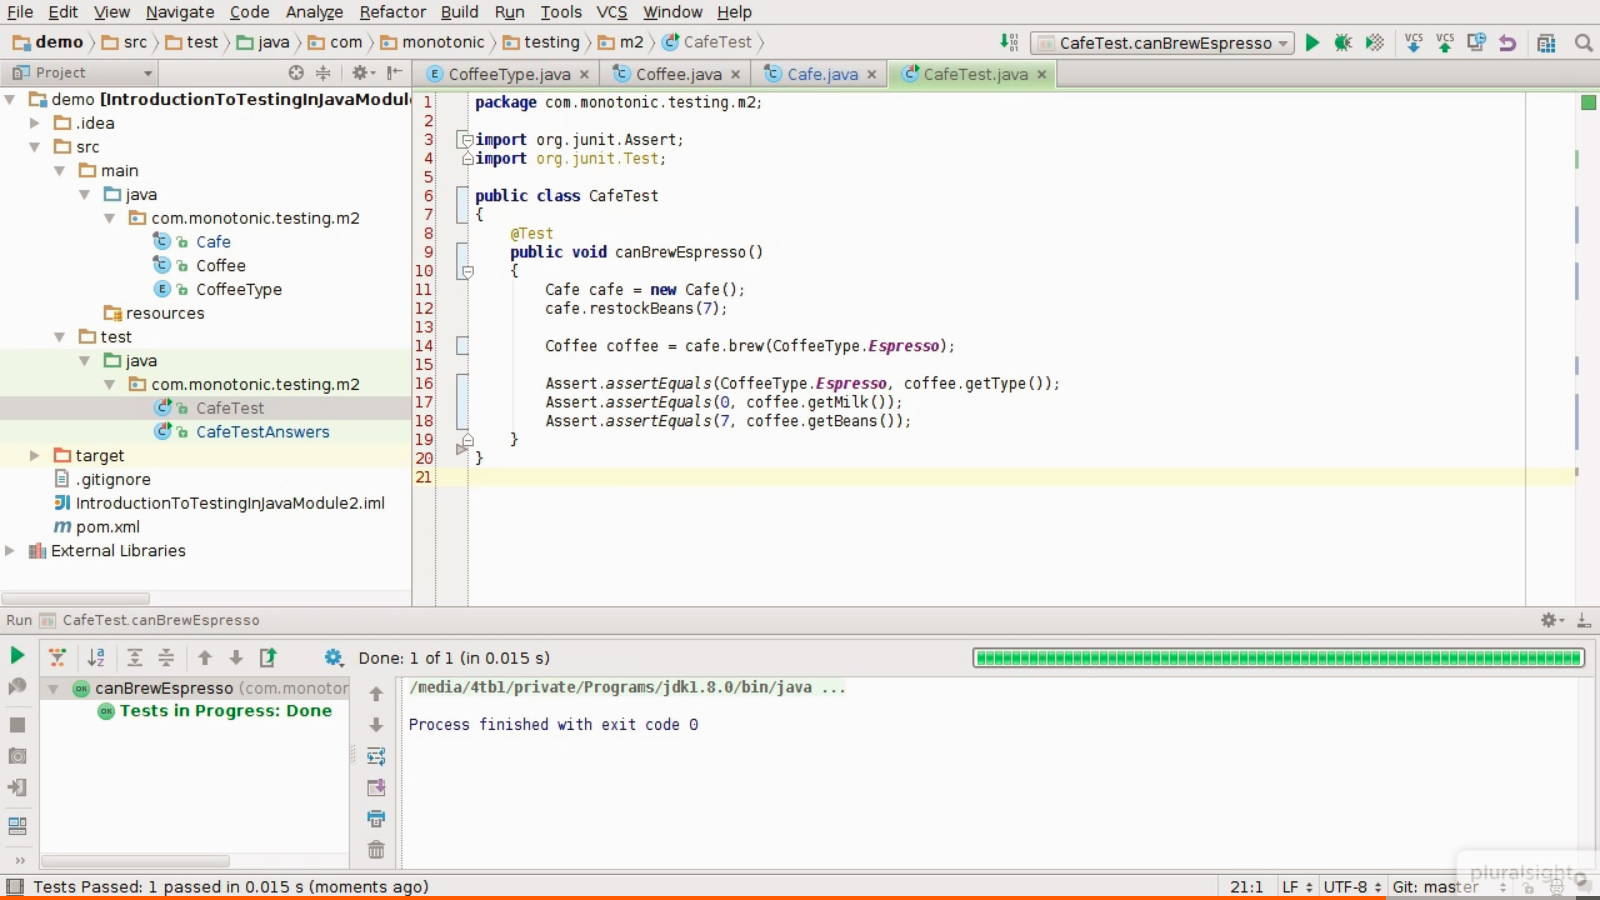 File Edit View Navigate Code Analyze Refactor Build Run Tools VCS Window Help
demo src test java com monotonic testing m2 CafeTest CafeTest.canBrewEspresso VCS VCS
Project CoffeeType.java Coffee.java Cafe.java CafeTest.java
demo [IntroductionToTestingInJavaModul
.idea
src
main
java
com.monotonic.testing.m2
Cafe
Coffee
CoffeeType
resources
test
java
com.monotonic.testing.m2
CafeTest
CafeTestAnswers
target
.gitignore
IntroductionToTestingInJavaModule2.iml
pom.xml
External Libraries
1 package com.monotonic.testing.m2;
2
3 import org.junit.Assert;
4 import org.junit.Test;
5
6 public class CafeTest
7 {
8 @Test
9 public void canBrewEspresso()
10 {
11 Cafe cafe = new Cafe();
12 cafe.restockBeans(7);
13
14 Coffee coffee = cafe.brew(CoffeeType.Espresso);
15
16 Assert.assertEquals(CoffeeType.Espresso, coffee.getType());
17 Assert.assertEquals(0, coffee.getMilk());
18 Assert.assertEquals(7, coffee.getBeans());
19 }
20 }
21
Run CafeTest.canBrewEspresso
Done: 1 of 1 (in 0.015 s)
canBrewEspresso (com.monotor
Tests in Progress: Done
/media/4tb1/private/Programs/jdk1.8.0/bin/java ...
Process finished with exit code 0
pluralsight
Tests Passed: 1 passed in 0.015 s (moments ago) 21:1 LF UTF-8 Git: master